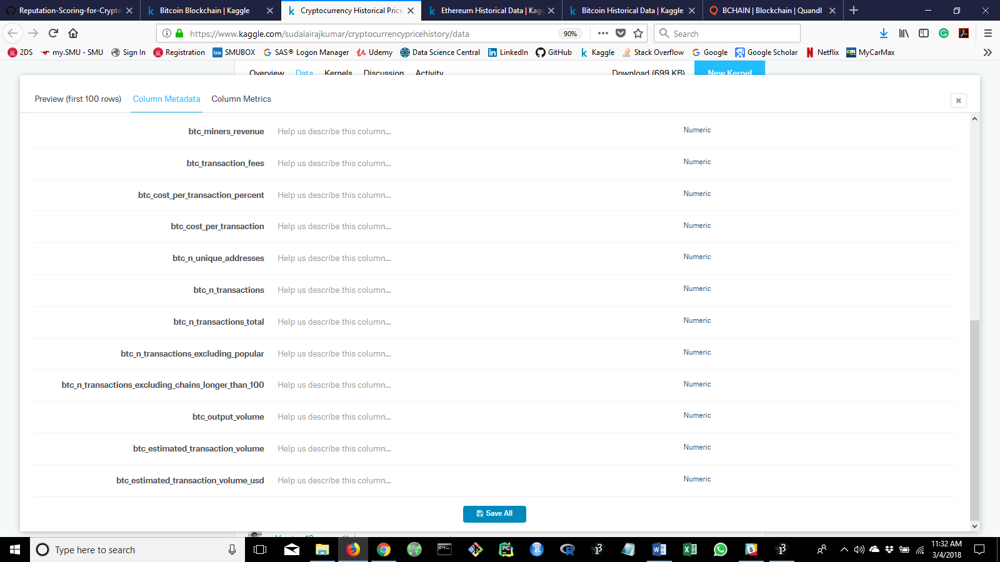 Reputation-Scoring-for-Crypto
Bitcoin Blockchain | Kaggle
Cryptocurrency Historical Price
Ethereum Historical Data | Kagg
Bitcoin Historical Data | Kaggle
BCHAIN | Blockchain | Quandl
https://www.kaggle.com/sudalairajkumar/cryptocurrencypricehistory/data
90%
Search
2DS
my.SMU - SMU
Sign In
Registration
SMUBOX
SAS® Logon Manager
Udemy
Data Science Central
LinkedIn
GitHub
Kaggle
Stack Overflow
Google
Google Scholar
Netflix
MyCarMax
Overview Data Kernels Discussion Activity Download (699 KB) New Kernel
Preview (first 100 rows) Column Metadata Column Metrics
btc_miners_revenue Help us describe this column... Numeric
btc_transaction_fees Help us describe this column... Numeric
btc_cost_per_transaction_percent Help us describe this column... Numeric
btc_cost_per_transaction Help us describe this column... Numeric
btc_n_unique_addresses Help us describe this column... Numeric
btc_n_transactions Help us describe this column... Numeric
btc_n_transactions_total Help us describe this column... Numeric
btc_n_transactions_excluding_popular Help us describe this column... Numeric
btc_n_transactions_excluding_chains_longer_than_100 Help us describe this column... Numeric
btc_output_volume Help us describe this column... Numeric
btc_estimated_transaction_volume Help us describe this column... Numeric
btc_estimated_transaction_volume_usd Help us describe this column... Numeric
Save All
Type here to search
11:32 AM
3/4/2018